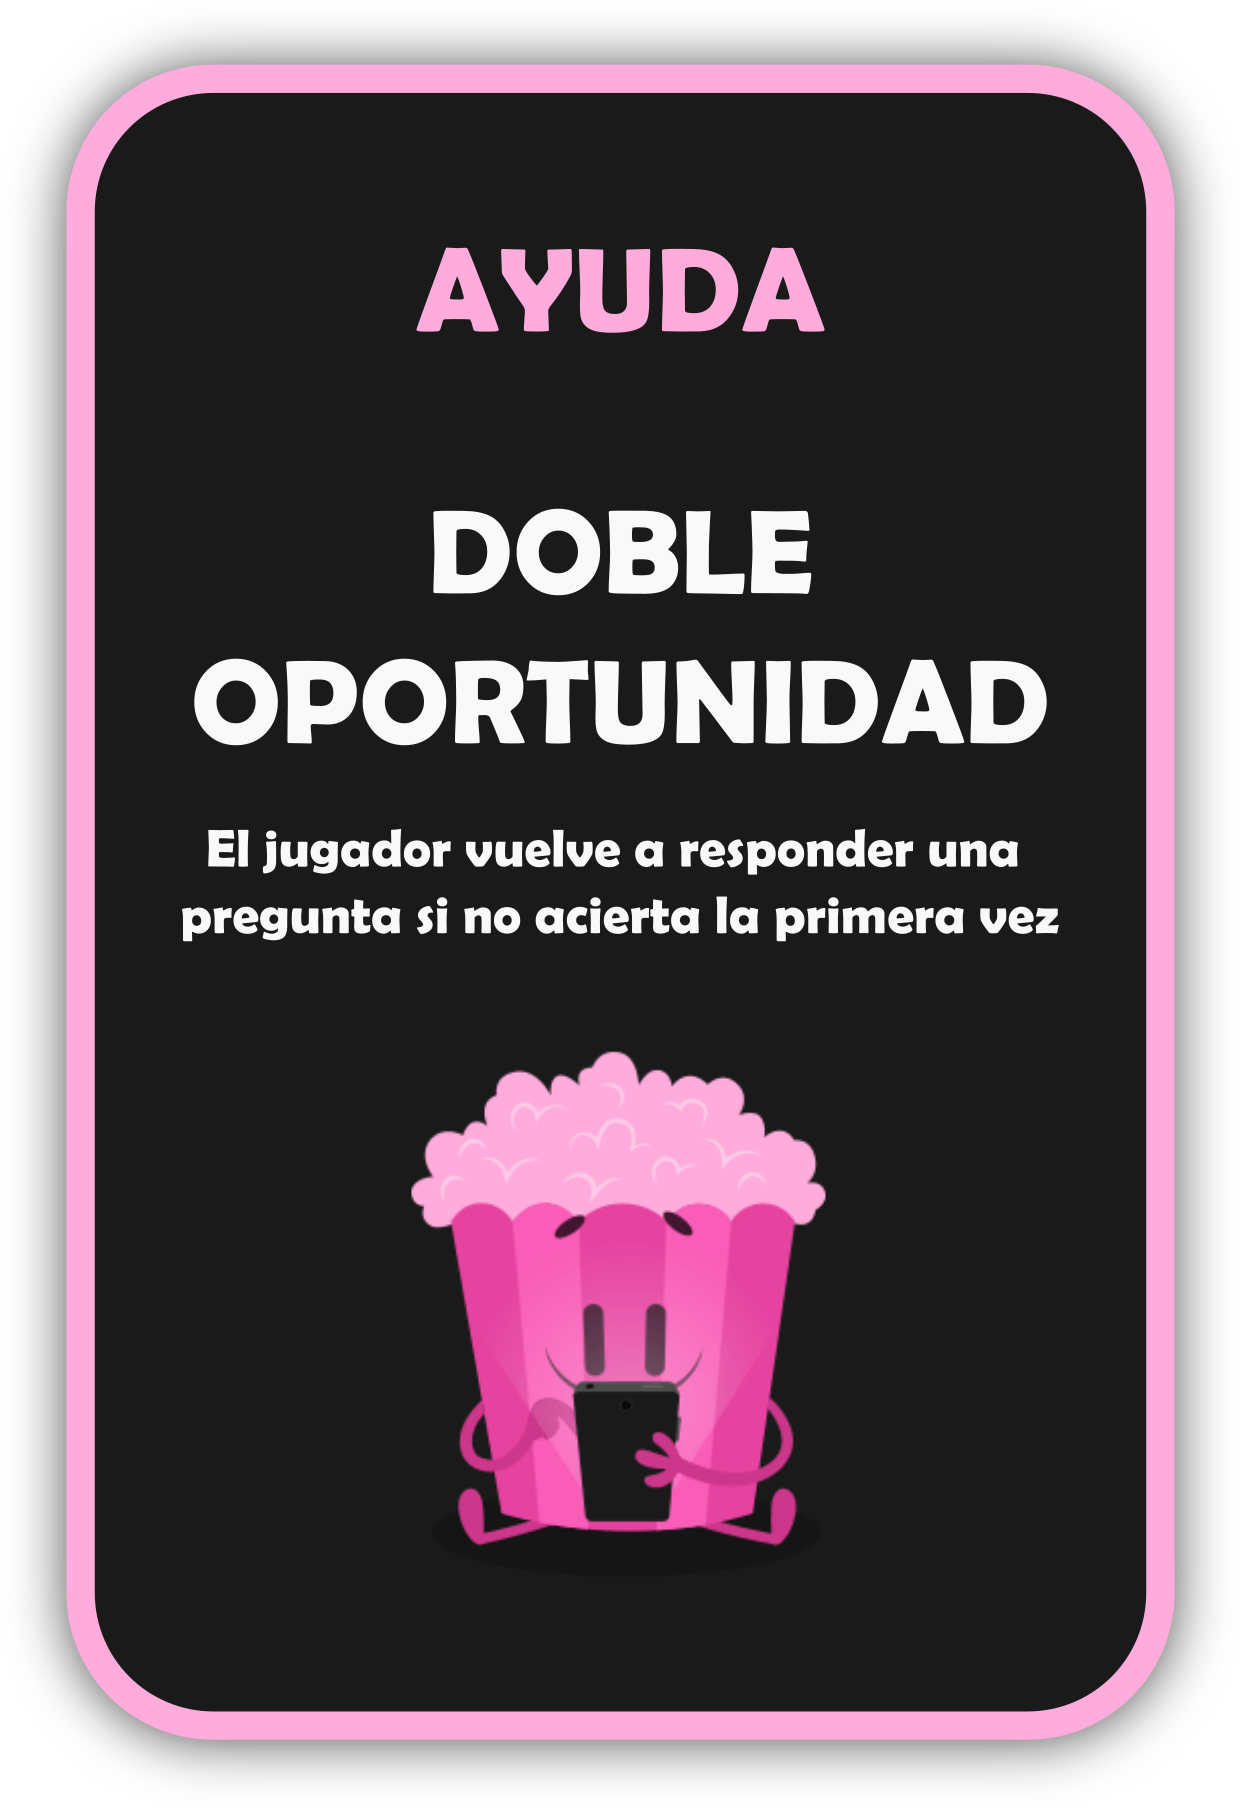 AYUDA
DOBLE
OPORTUNIDAD
El jugador vuelve a responder una
pregunta si no acierta la primera vez